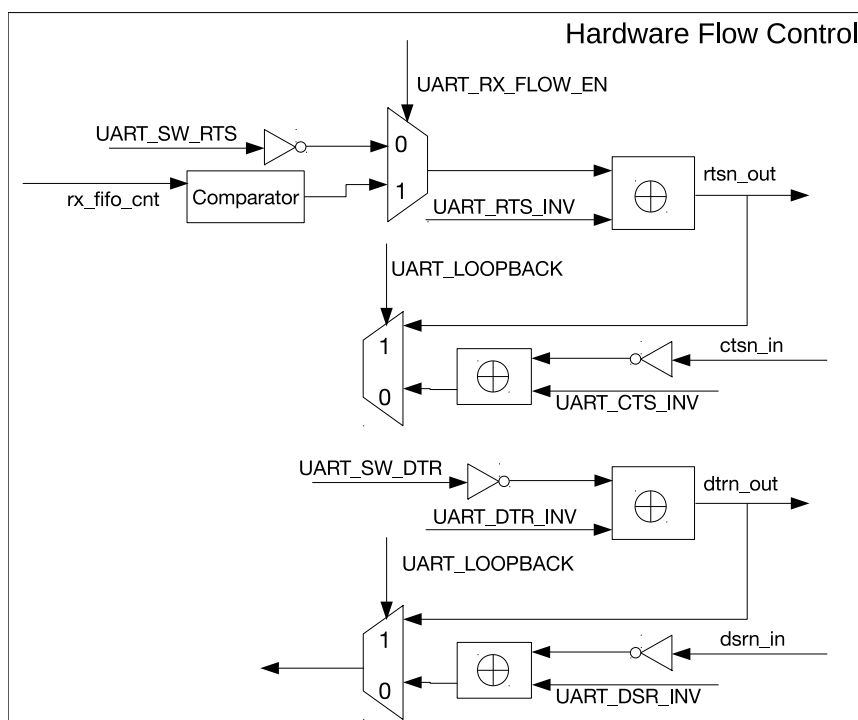 Hardware Flow Control
UART_RX_FLOW_EN
UART_SW_RTS
0
rtsn_out
1
Comparator
rx_fifo_cnt
UART_RTS_INV
UART_LOOPBACK
1
ctsn_in
0
UART_CTS_INV
UART_SW_DTR
dtrn_out
UART_DTR_INV
UART_LOOPBACK
1
dsrn_in
0
UART_DSR_INV